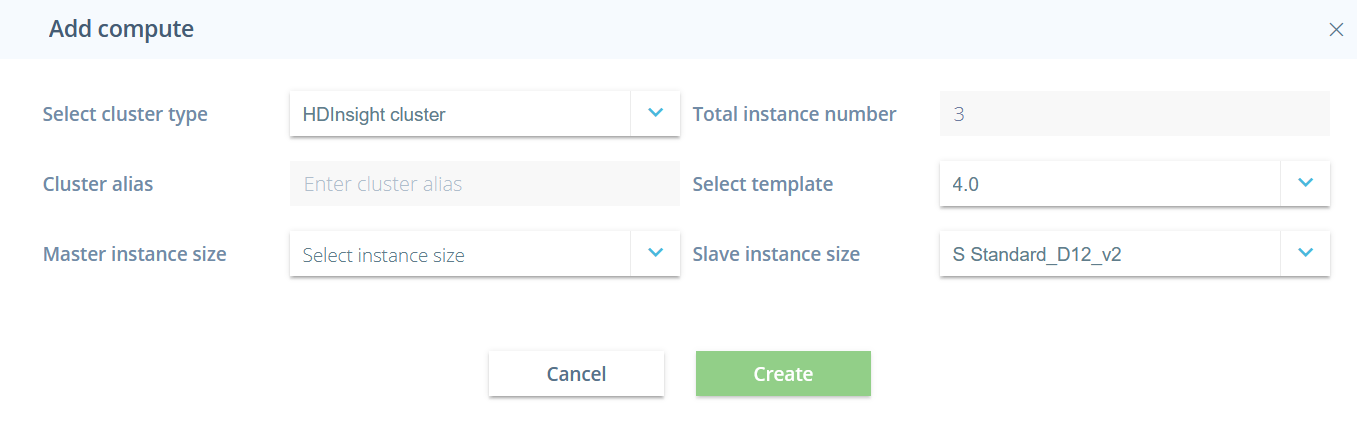 Add compute
Select cluster type HDInsight cluster Total instance number 3
Cluster alias Enter cluster alias Select template 4.0
Master instance size Select instance size Slave instance size S Standard_D12_v2
Cancel Create